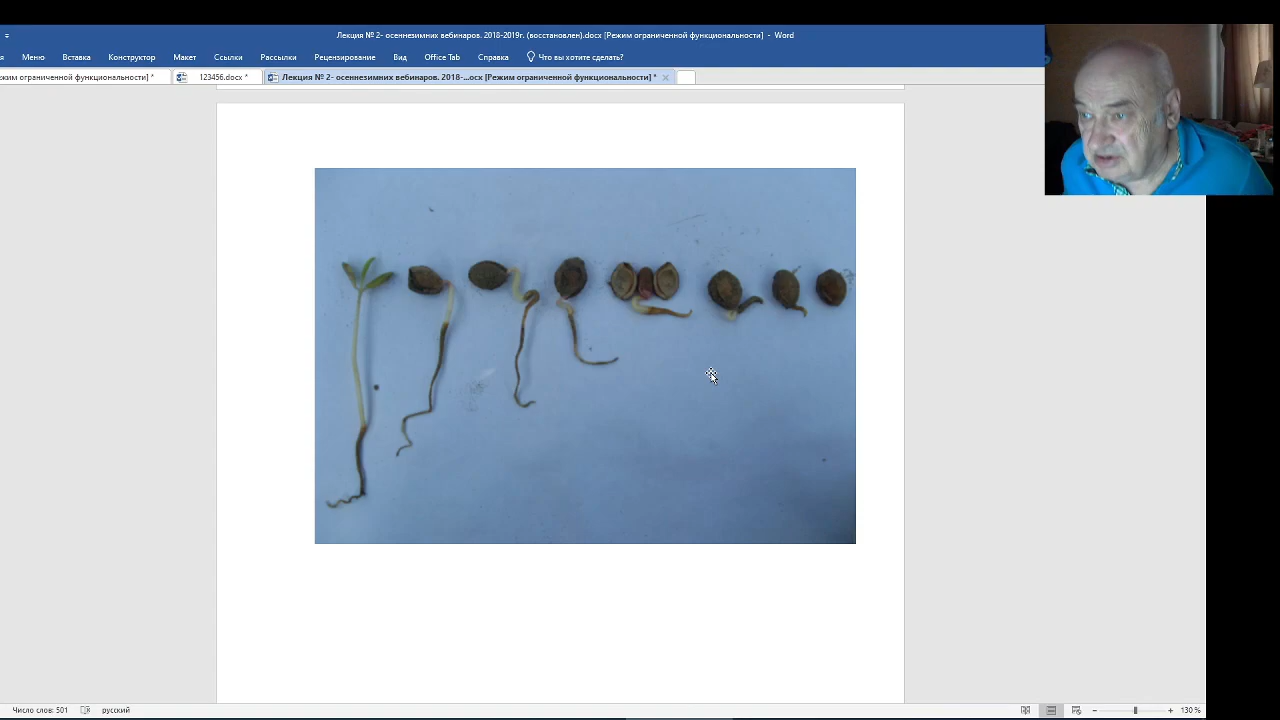 Лекция № 2- осеннезимних вебинаров. 2018-2019г. (восстановлен).docx [Режим ограниченной функциональности] - Word
Меню Вставка Конструктор Макет Ссылки Рассылки Рецензирование Вид Office Tab Справка Что вы хотите сделать?
ограниченной функциональности] * 123456.docx * Лекция № 2- осеннезимних вебинаров. 2018-...ocx [Режим ограниченной функциональности] *
Число слов: 501 русский 130 %